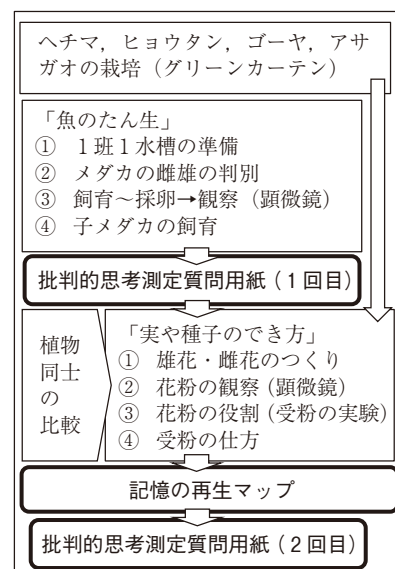 ヘチマ，ヒョウタン，ゴーヤ，アサ
ガオの栽培（グリーンカーテン）
「魚のたん生」
① １班１水槽の準備
② メダカの雌雄の判別
③ 飼育～採卵→観察（顕微鏡）
④ 子メダカの飼育
批判的思考測定質問用紙（１回目）
植物
同士
の
比較
「実や種子のでき方」
① 雄花・雌花のつくり
② 花粉の観察（顕微鏡）
③ 花粉の役割（受粉の実験）
④ 受粉の仕方
記憶の再生マップ
批判的思考測定質問用紙（２回目）